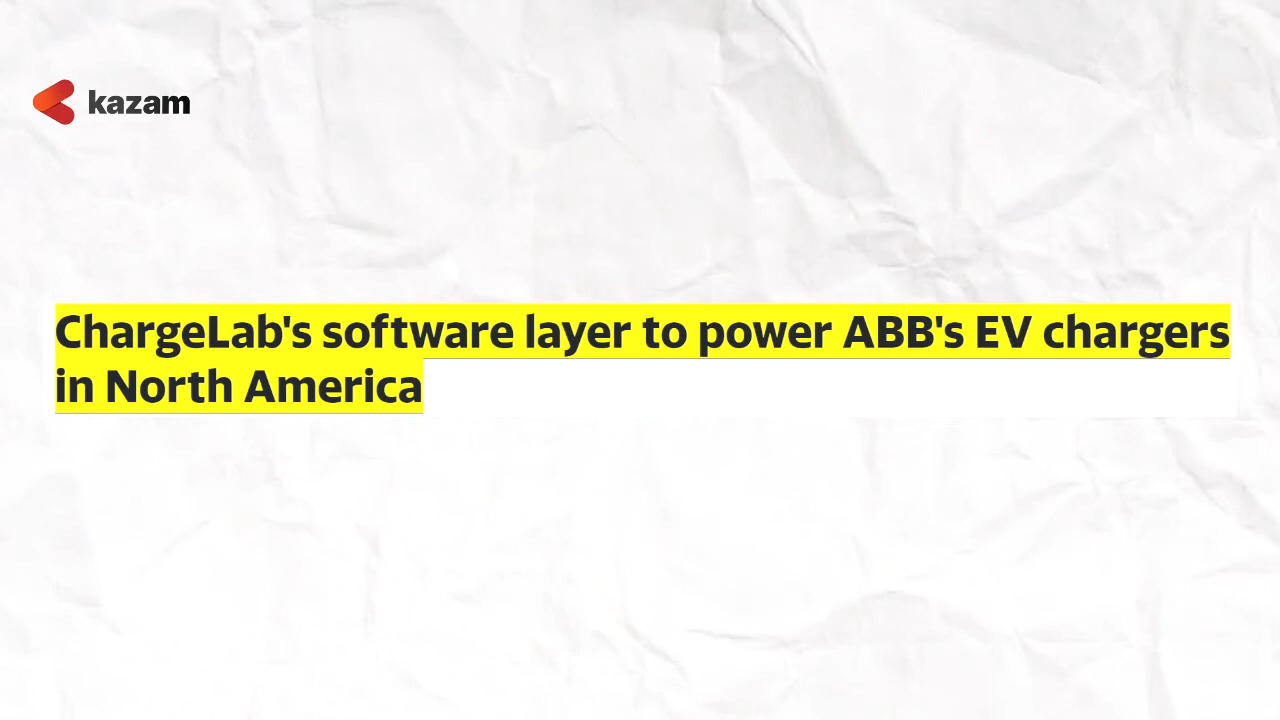 kazam
ChargeLab's software layer to power ABB's EV chargers
in North America